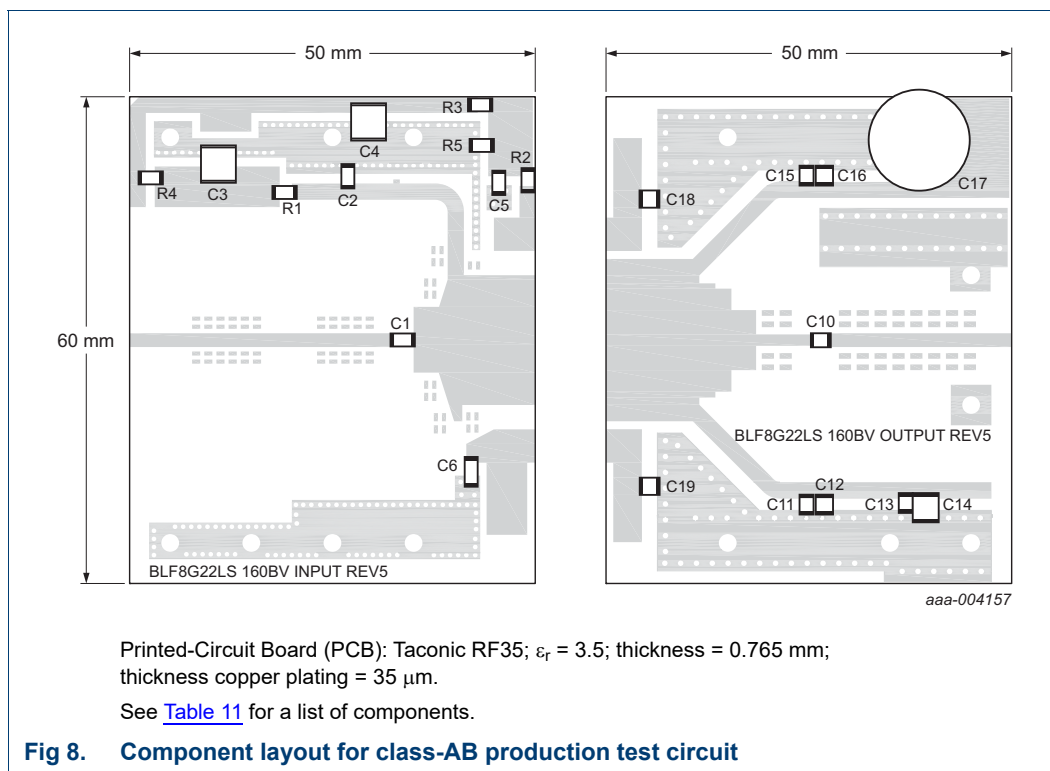 50 mm
50 mm
60 mm
R3
C4
R5
R2
C3
C2
R4
R1
C5
C1
C6
BLF8G22LS 160BV INPUT REV5
C15
C16
C17
C18
C10
BLF8G22LS 160BV OUTPUT REV5
C19
C12
C11
C13
C14
aaa-004157
Printed-Circuit Board (PCB): Taconic RF35; εr = 3.5; thickness = 0.765 mm;
thickness copper plating = 35 μm.
See Table 11 for a list of components.
Fig 8. Component layout for class-AB production test circuit